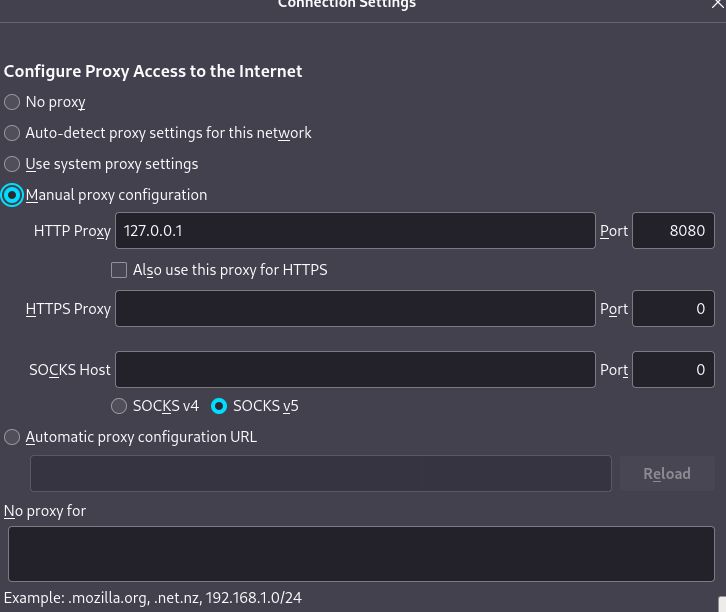 Connection Settings
Configure Proxy Access to the Internet
No proxy
Auto-detect proxy settings for this network
Use system proxy settings
Manual proxy configuration
HTTP Proxy 127.0.0.1 Port 8080
Also use this proxy for HTTPS
HTTPS Proxy Port 0
SOCKS Host Port 0
SOCKS v4 SOCKS v5
Automatic proxy configuration URL
Reload
No proxy for
Example: .mozilla.org, .net.nz, 192.168.1.0/24